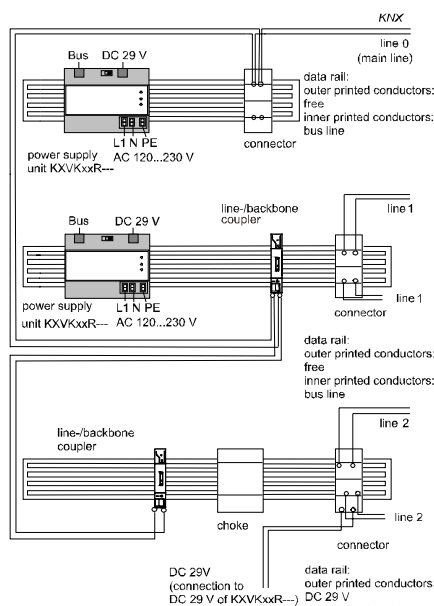 KNX
line 0
(main line)
Bus DC 29 V
data rail:
outer printed conductors:
free
inner printed conductors:
bus line
L1 N PE
connector
power supply
unit KXVKxxR---
AC 120...230 V
line-/backbone
coupler
line 1
Bus DC 29 V
line 1
L1 N PE
connector
power supply
unit KXVKxxR---
AC 120...230 V
data rail:
outer printed conductors:
free
inner printed conductors:
bus line
line 2
line-/backbone
coupler
line 2
choke
connector
DC 29V
(connection to
DC 29 V of KXVKxxR---)
data rail:
outer printed conductors:
DC 29 V